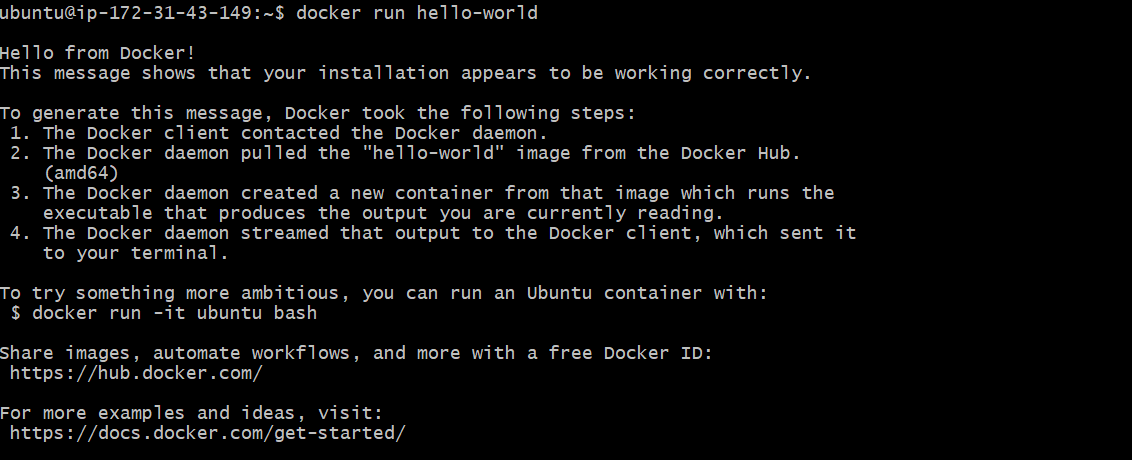 ubuntu@ip-172-31-43-149:~$ docker run hello-world
Hello from Docker!
This message shows that your installation appears to be working correctly.
To generate this message, Docker took the following steps:
1. The Docker client contacted the Docker daemon.
2. The Docker daemon pulled the "hello-world" image from the Docker Hub.
(amd64)
3. The Docker daemon created a new container from that image which runs the
executable that produces the output you are currently reading.
4. The Docker daemon streamed that output to the Docker client, which sent it
to your terminal.
To try something more ambitious, you can run an Ubuntu container with:
$ docker run -it ubuntu bash
Share images, automate workflows, and more with a free Docker ID:
https://hub.docker.com/
For more examples and ideas, visit:
https://docs.docker.com/get-started/